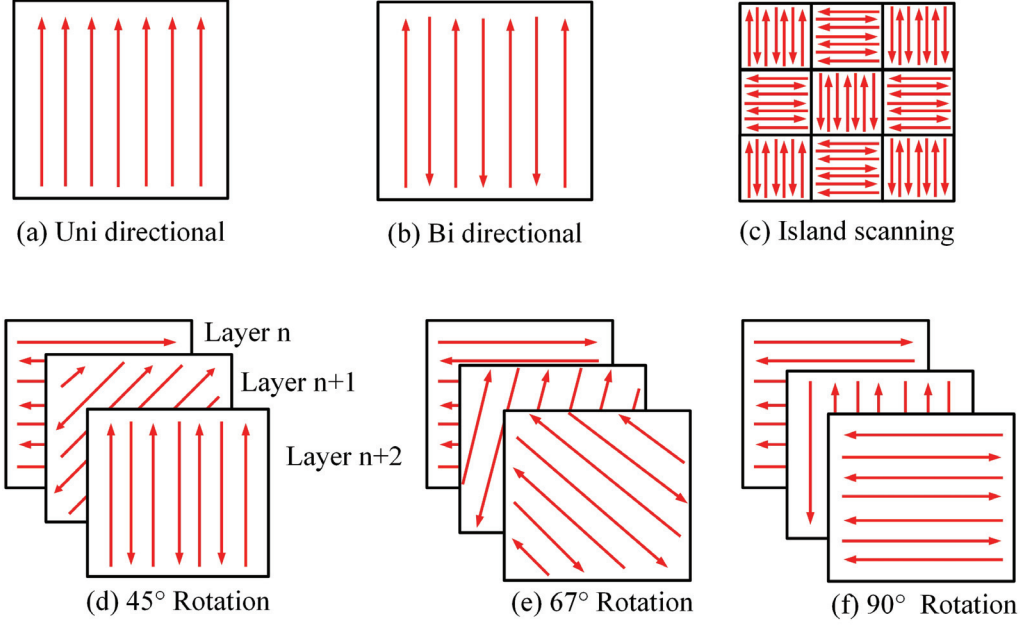 (a) Uni directional
(b) Bi directional
(c) Island scanning
Layer n
Layer n+1
Layer n+2
(d) 45° Rotation
(e) 67° Rotation
(f) 90° Rotation